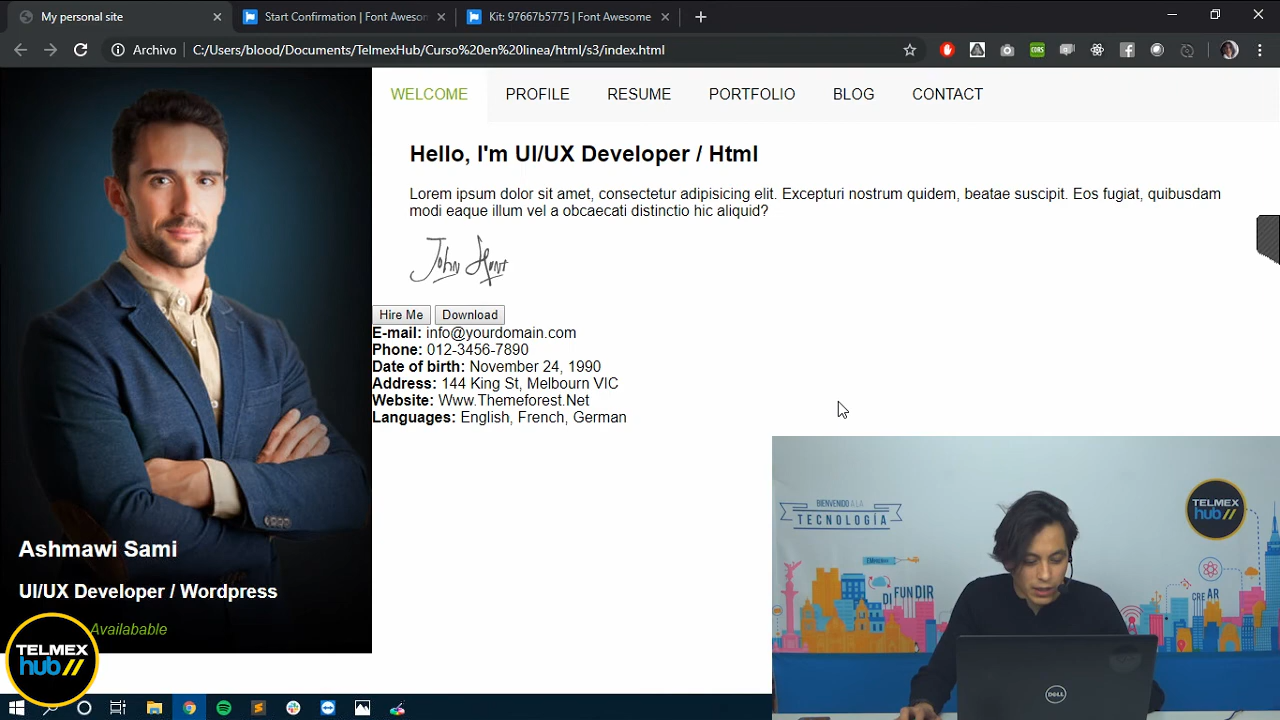 My personal site
Start Confirmation | Font Awesom
Kit: 97667b5775 | Font Awesome
Archivo
C:/Users/blood/Documents/TelmexHub/Curso%20en%20linea/html/s3/index.html
CORS
WELCOME
PROFILE
RESUME
PORTFOLIO
BLOG
CONTACT
Hello, I'm UI/UX Developer / Html
Lorem ipsum dolor sit amet, consectetur adipisicing elit. Excepturi nostrum quidem, beatae suscipit. Eos fugiat, quibusdam
modi eaque illum vel a obcaecati distinctio hic aliquid?
John Hunt
Hire Me
Download
E-mail: info@yourdomain.com
Phone: 012-3456-7890
Date of birth: November 24, 1990
Address: 144 King St, Melbourn VIC
Website: Www.Themeforest.Net
Languages: English, French, German
Ashmawi Sami
UI/UX Developer / Wordpress
Availabable
TELMEX
hub//
BIENVENIDO A LA
TECNOLOGÍA
DIFUNDIR
CREAR
TELMEX
hub//
DELL